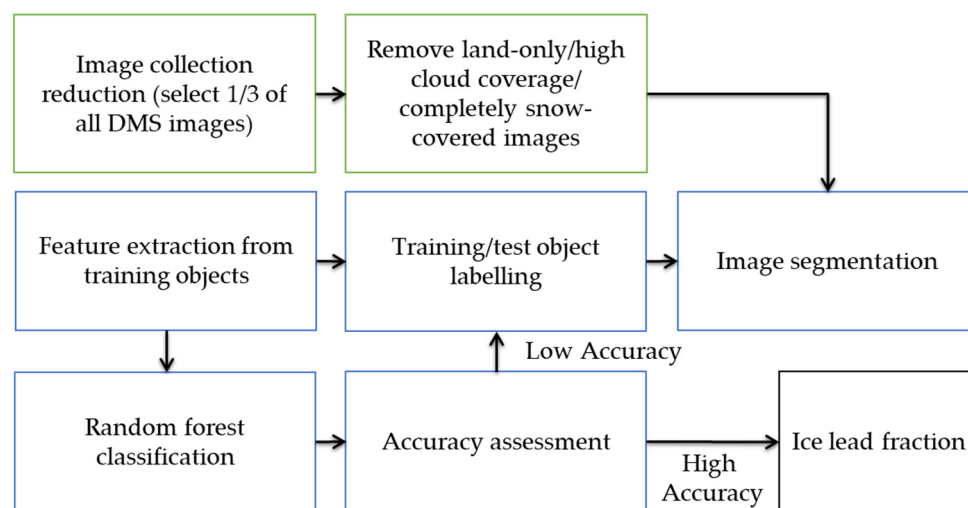 Image collection
reduction (select 1/3 of
all DMS images)
Remove land-only/high
cloud coverage/
completely snow-
covered images
Feature extraction from
training objects
Training/test object
labelling
Image segmentation
Low Accuracy
Random forest
classification
Accuracy assessment
High
Accuracy
Ice lead fraction